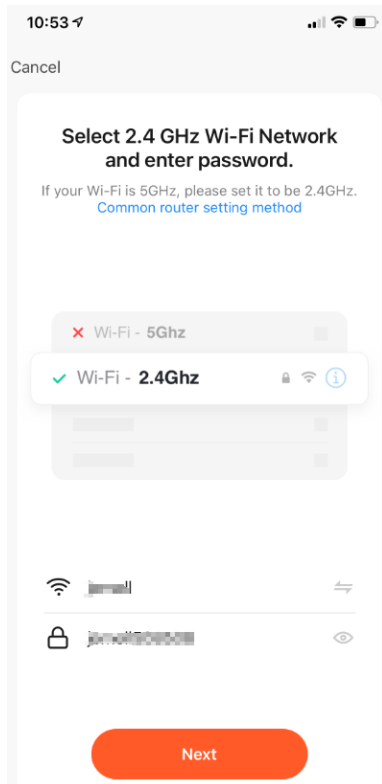 10:53
Cancel
Select 2.4 GHz Wi-Fi Network
and enter password.
If your Wi-Fi is 5GHz, please set it to be 2.4GHz.
Common router setting method
Wi-Fi - 5Ghz
Wi-Fi - 2.4Ghz
Next